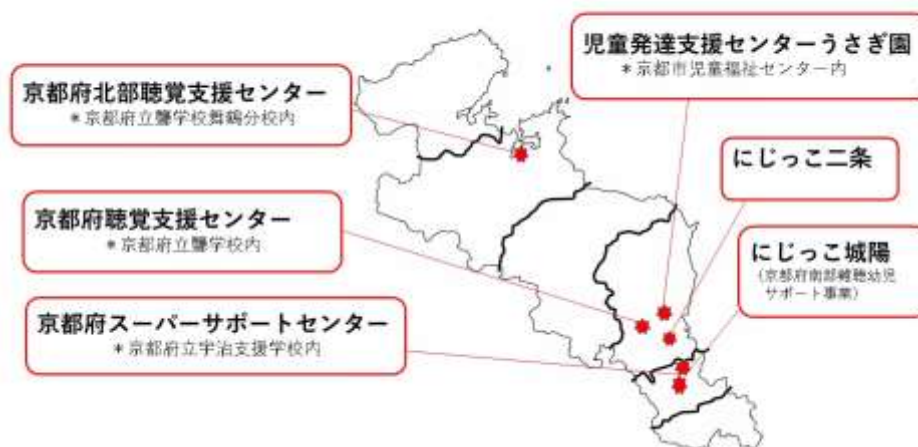 児童発達支援センターうさぎ園
＊京都市児童福祉センター内
京都府北部聴覚支援センター
＊京都府立聾学校舞鶴分校内
にじっこ二条
京都府聴覚支援センター
＊京都府立聾学校内
にじっこ城陽
（京都府南部難聴幼児
サポート事業）
京都府スーパーサポートセンター
＊京都府立宇治支援学校内